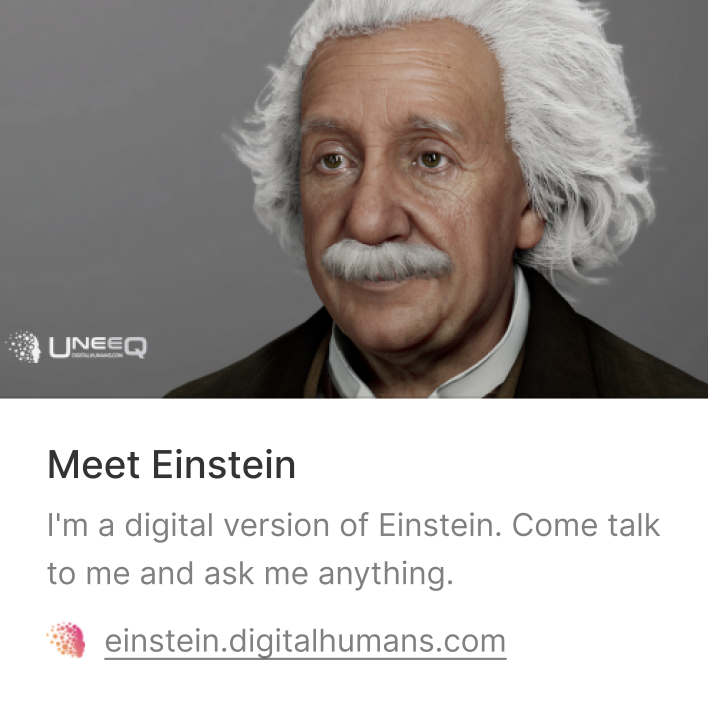 UNEEQ
DIGITALHUMANS.COM
Meet Einstein
I'm a digital version of Einstein. Come talk
to me and ask me anything.
einstein.digitalhumans.com